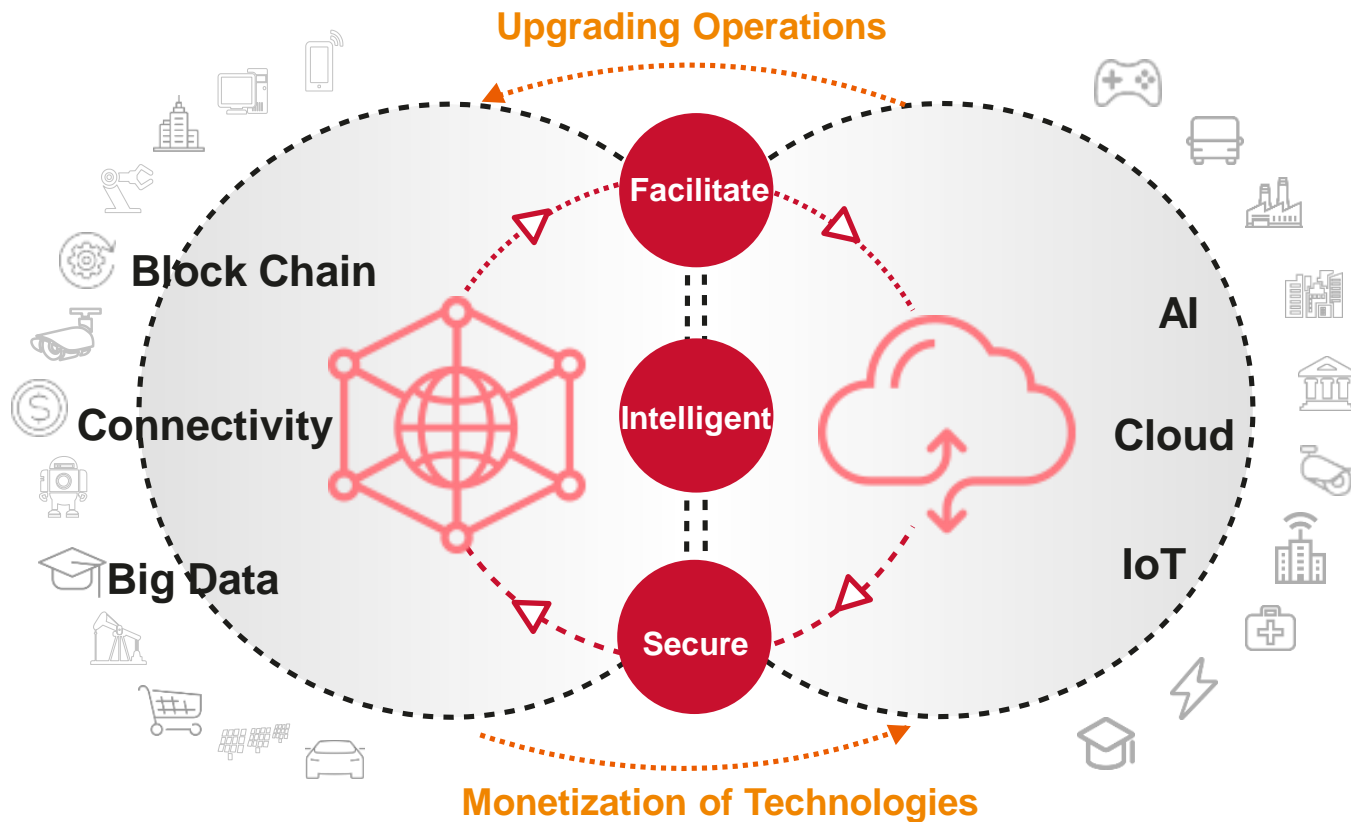 Upgrading Operations
Facilitate
Block Chain
AI
Connectivity
Intelligent
Cloud
Big Data
IoT
Secure
Monetization of Technologies